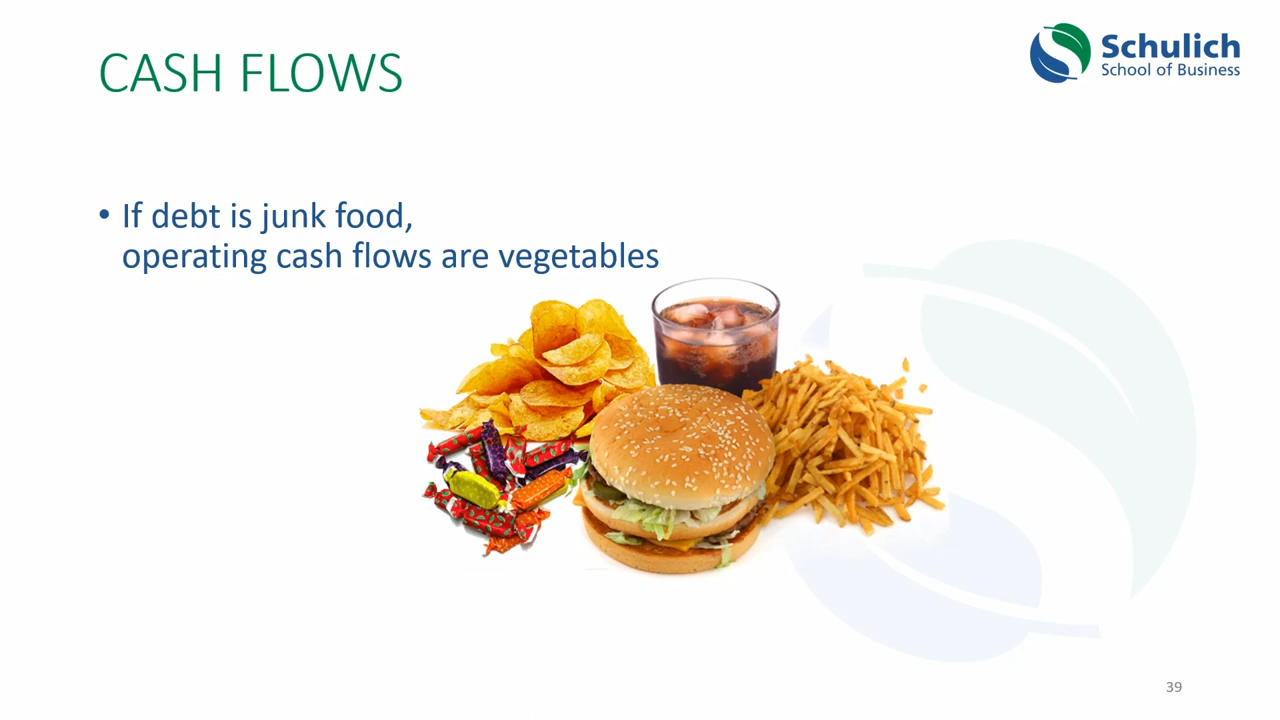 CASH FLOWS
Schulich
School of Business
• If debt is junk food,
operating cash flows are vegetables
39